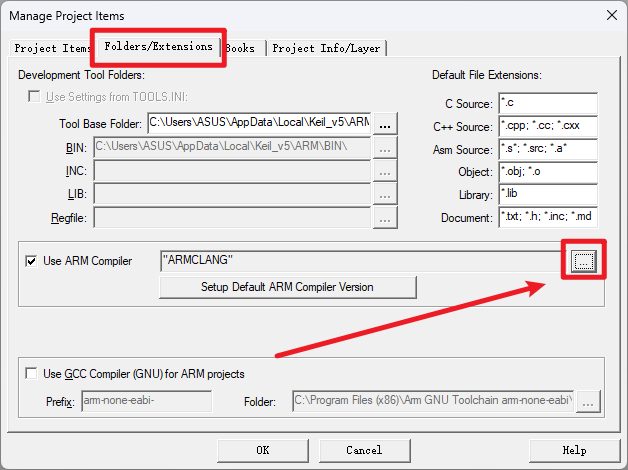 Manage Project Items
Project Items Folders/Extensions Books Project Info/Layer
Development Tool Folders: Default File Extensions:
Use Settings from TOOLS.INI:
Tool Base Folder: C:\Users\ASUS\AppData\Local\Keil_v5\ARM ...
BIN: C:\Users\ASUS\AppData\Local\Keil_v5\ARM\BIN\ ...
INC: ...
LIB: ...
Regfile: ...
C Source: *.c
C++ Source: *.cpp; *.cc; *.cxx
Asm Source: *.s*; *.src; *.a*
Object: *.obj; *.o
Library: *.lib
Document: *.txt; *.h; *.inc; *.md
Use ARM Compiler "ARMCLANG" ...
Setup Default ARM Compiler Version
Use GCC Compiler (GNU) for ARM projects
Prefix: arm-none-eabi- Folder: C:\Program Files (x86)\Arm GNU Toolchain arm-none-eabi\ ...
OK Cancel Help